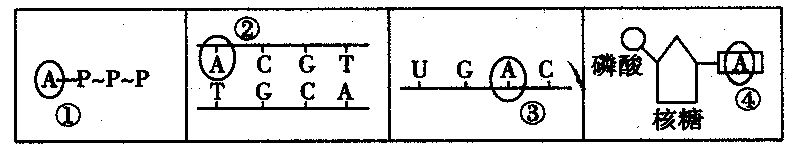 A—P~P~P
①
②
A C G T
T G C A
U G A C
③
磷酸
A
④
核糖